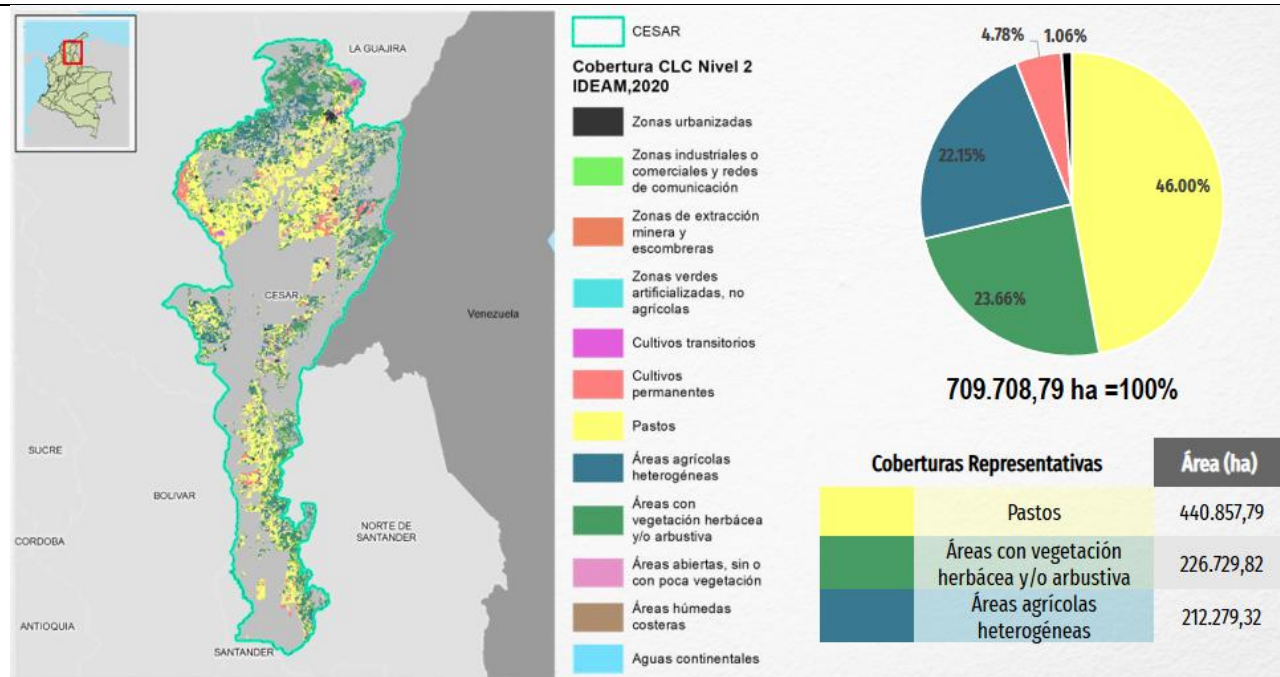 LA GUAJIRA
CESAR
Venezuela
SUCRE
BOLIVAR
NORTE DE
SANTANDER
CORDOBA
ANTIOQUIA
SANTANDER
CESAR
Cobertura CLC Nivel 2
IDEAM,2020
Zonas urbanizadas
Zonas industriales o
comerciales y redes
de comunicación
Zonas de extracción
minera y
escombreras
Zonas verdes
artificializadas, no
agrícolas
Cultivos transitorios
Cultivos
permanentes
Pastos
Áreas agrícolas
heterogéneas
Áreas con
vegetación herbácea
y/o arbustiva
Áreas abiertas, sin o
con poca vegetación
Áreas húmedas
costeras
Aguas continentales
4.78% 1.06%
22.15%
46.00%
23.66%
709.708,79 ha =100%
Coberturas Representativas Área (ha)
Pastos 440.857,79
Áreas con vegetación
herbácea y/o arbustiva 226.729,82
Áreas agrícolas
heterogéneas 212.279,32